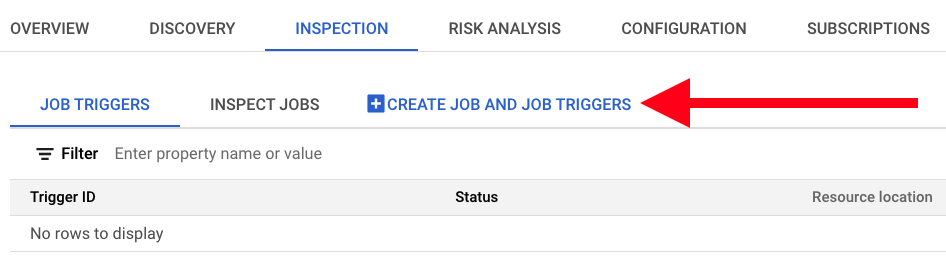 OVERVIEW DISCOVERY INSPECTION RISK ANALYSIS CONFIGURATION SUBSCRIPTIONS
JOB TRIGGERS INSPECT JOBS CREATE JOB AND JOB TRIGGERS
Filter Enter property name or value
Trigger ID Status Resource location
No rows to display